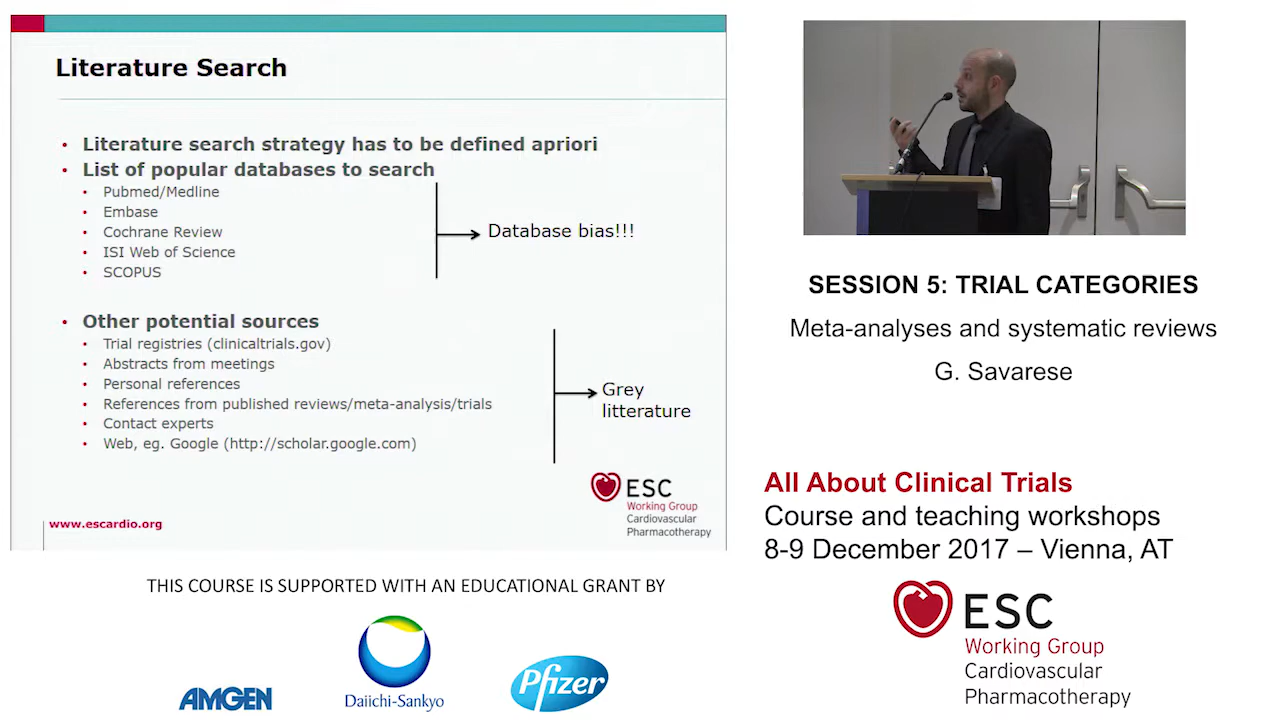 Literature Search
• Literature search strategy has to be defined apriori
• List of popular databases to search
• Pubmed/Medline
• Embase
• Cochrane Review
• ISI Web of Science
• SCOPUS
Database bias!!!
• Other potential sources
• Trial registries (clinicaltrials.gov)
• Abstracts from meetings
• Personal references
• References from published reviews/meta-analysis/trials
• Contact experts
• Web, eg. Google (http://scholar.google.com)
Grey
litterature
ESC
Working Group
Cardiovascular
Pharmacotherapy
www.escardio.org
SESSION 5: TRIAL CATEGORIES
Meta-analyses and systematic reviews
G. Savarese
All About Clinical Trials
Course and teaching workshops
8-9 December 2017 – Vienna, AT
ESC
Working Group
Cardiovascular
Pharmacotherapy
THIS COURSE IS SUPPORTED WITH AN EDUCATIONAL GRANT BY
AMGEN
Daiichi-Sankyo
Pfizer